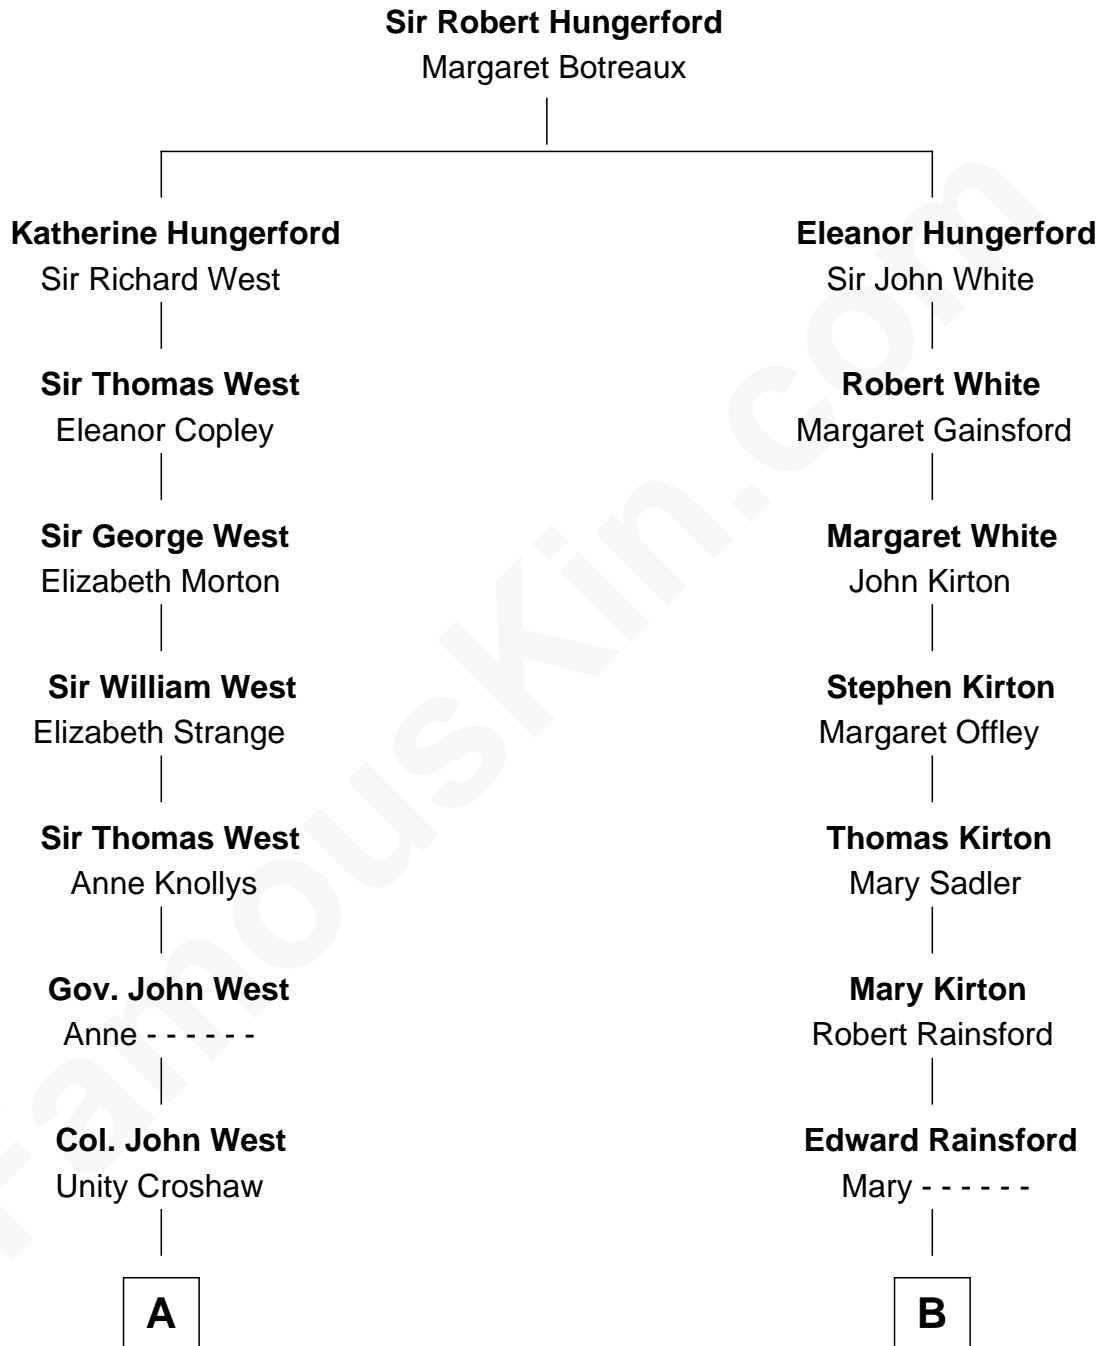 Sir Robert Hungerford
Margaret Botreaux
Katherine Hungerford
Sir Richard West
Sir Thomas West
Eleanor Copley
Sir George West
Elizabeth Morton
Sir William West
Elizabeth Strange
Sir Thomas West
Anne Knollys
Gov. John West
Anne - - - - - -
Col. John West
Unity Croshaw
A
Eleanor Hungerford
Sir John White
Robert White
Margaret Gainsford
Margaret White
John Kirton
Stephen Kirton
Margaret Offley
Thomas Kirton
Mary Sadler
Mary Kirton
Robert Rainsford
Edward Rainsford
Mary - - - - - -
B
FamousKin.com